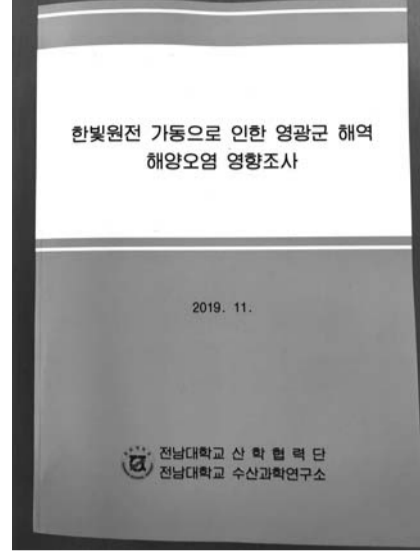 한빛원전 가동으로 인한 영광군 해역
해양오염 영향조사
2019. 11.
전남대학교 산 학 협 력 단
전남대학교 수산과학연구소